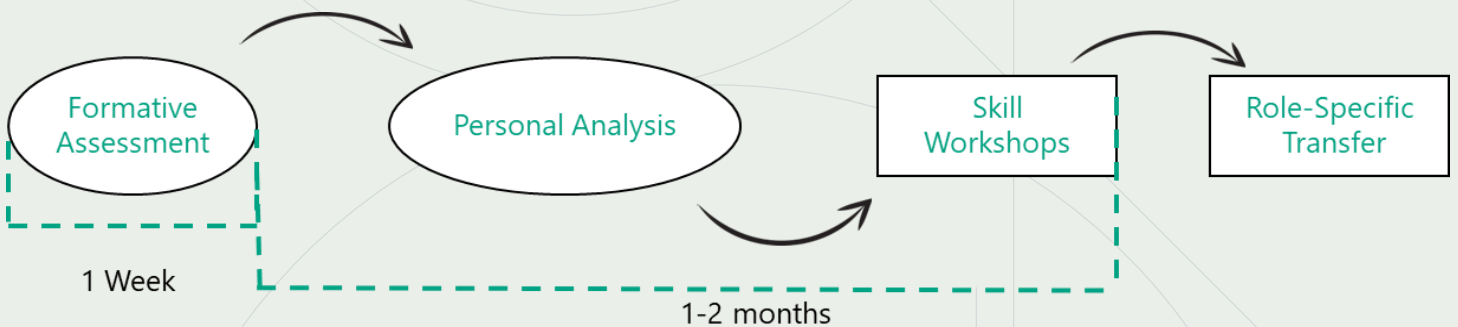 Formative
Assessment
Personal Analysis
Skill
Workshops
Role-Specific
Transfer
1 Week
1-2 months